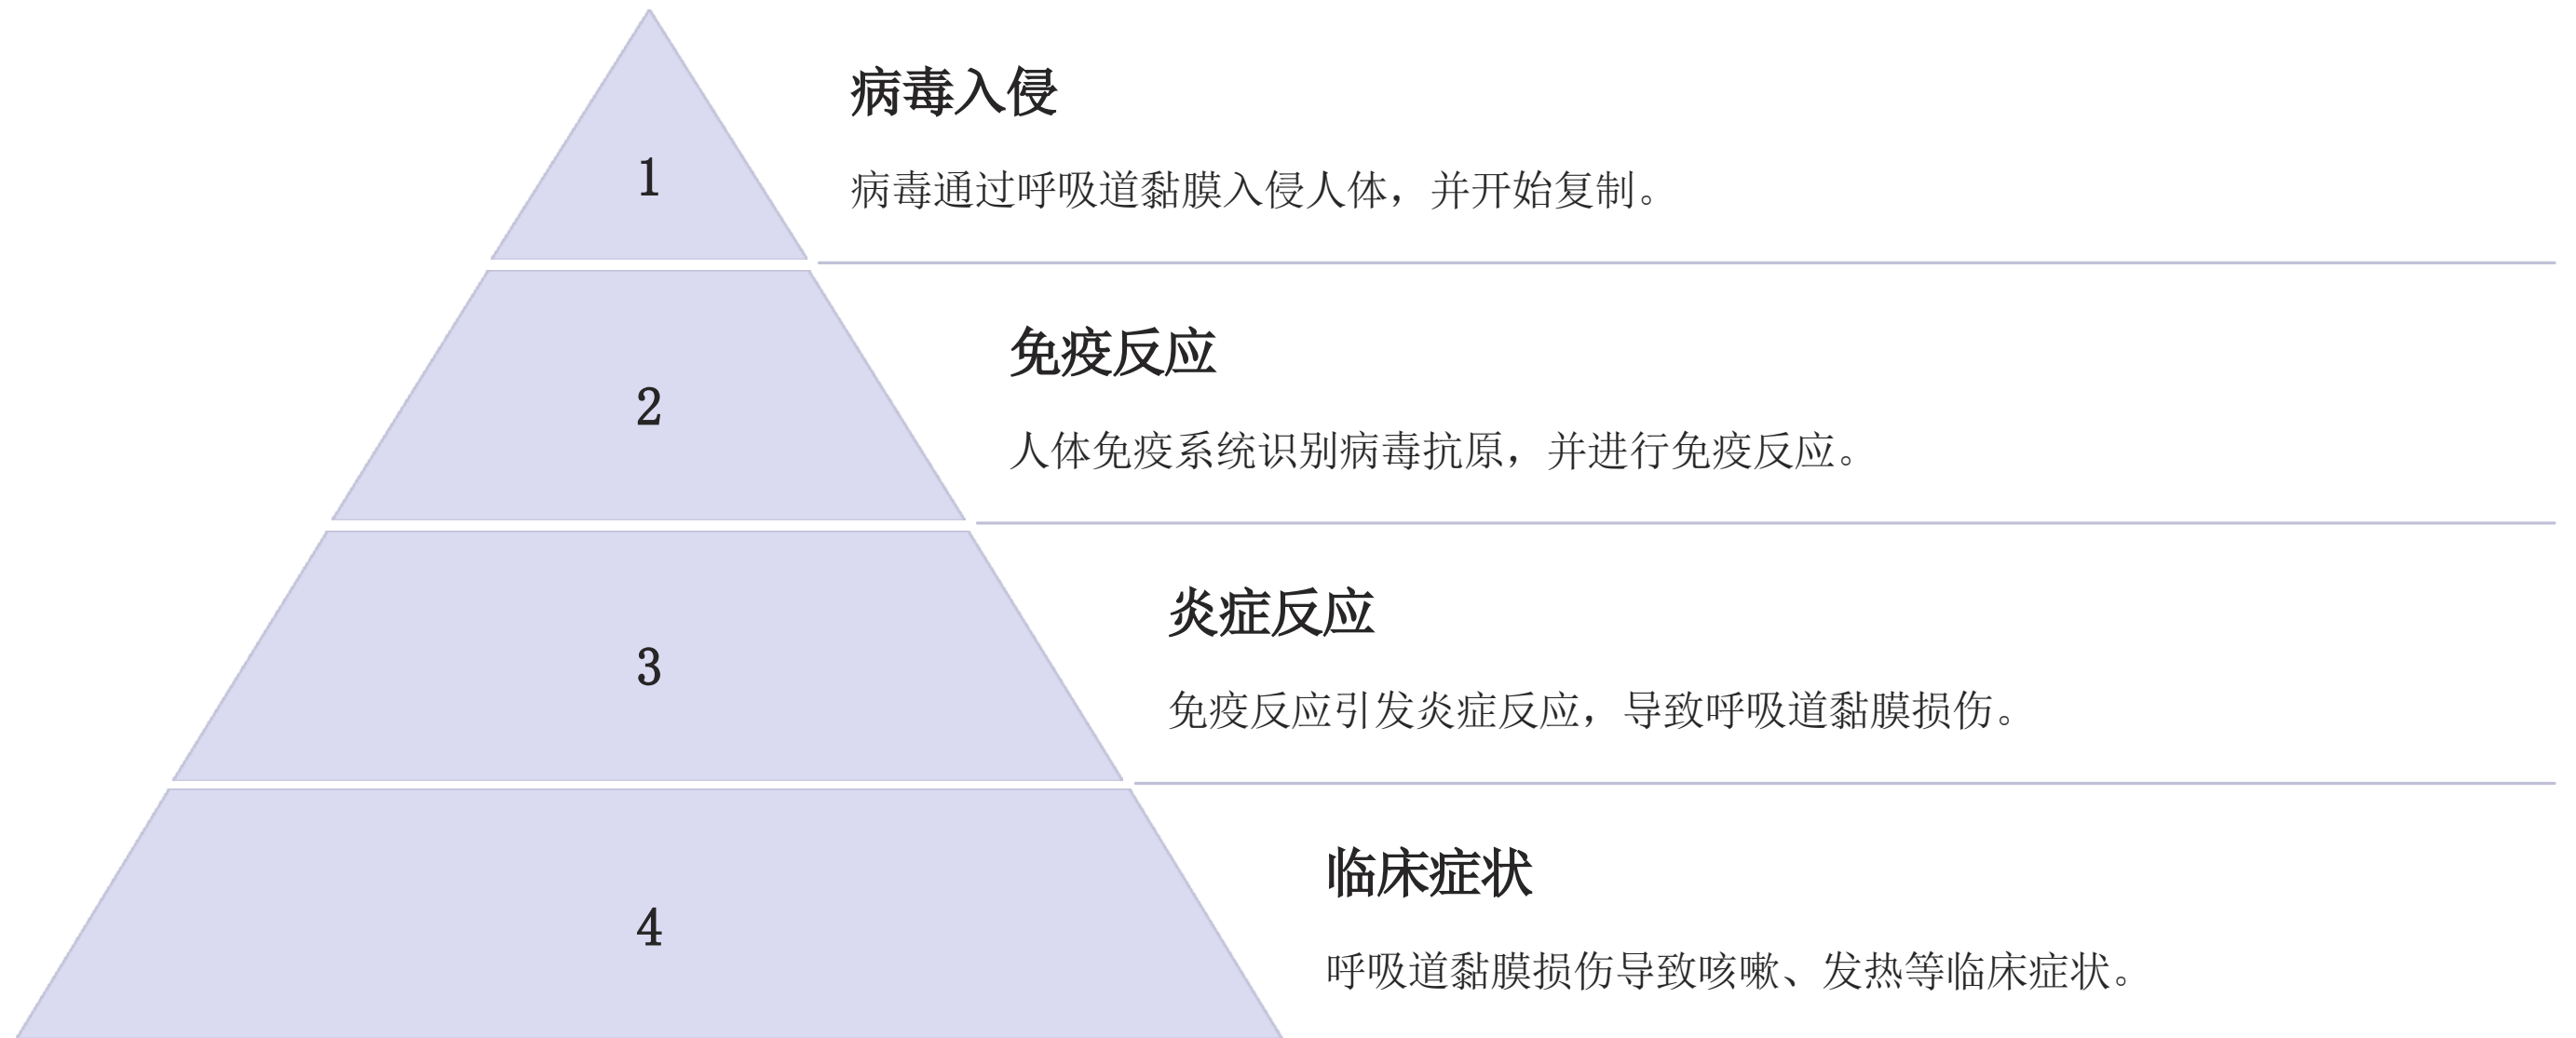 1
病毒入侵
病毒通过呼吸道黏膜入侵人体，并开始复制。
2
免疫反应
人体免疫系统识别病毒抗原，并进行免疫反应。
3
炎症反应
免疫反应引发炎症反应，导致呼吸道黏膜损伤。
4
临床症状
呼吸道黏膜损伤导致咳嗽、发热等临床症状。